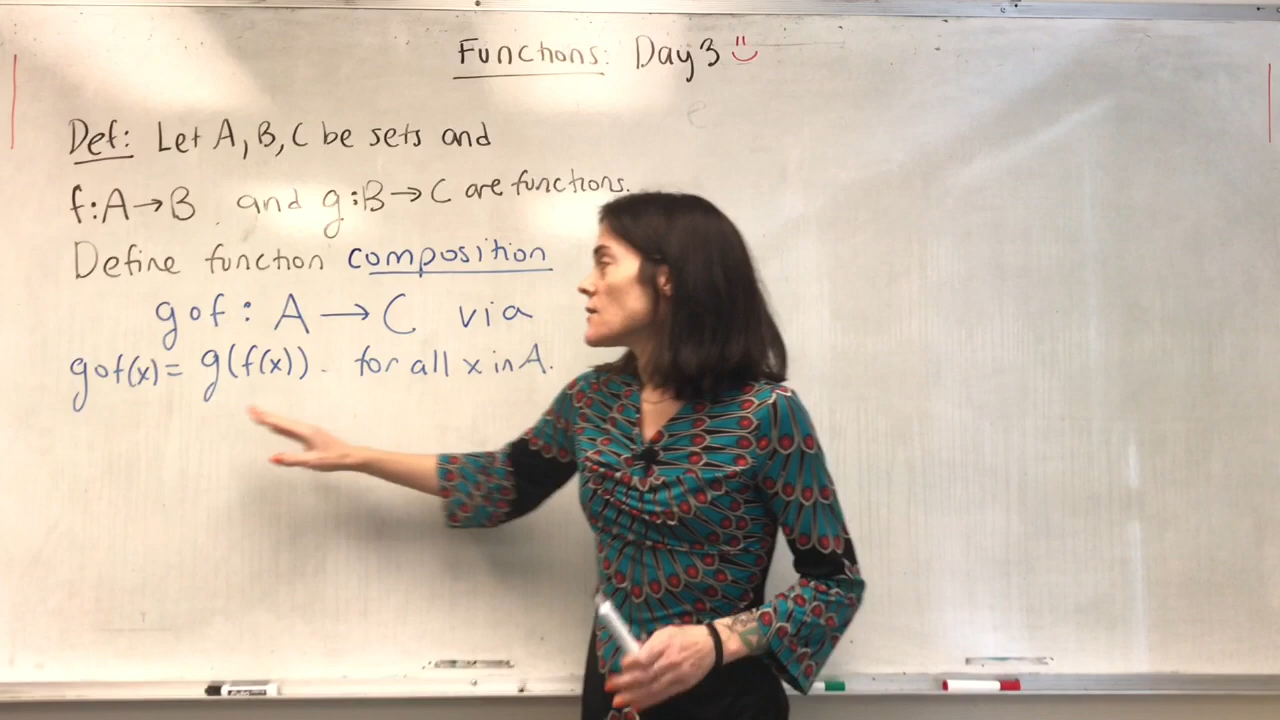 Functions: Day 3 "
Def: Let A, B, C be sets and
f: A → B and g: B → C are functions.
Define function composition
g∘f: A → C via
g∘f(x) = g(f(x)). for all x in A.